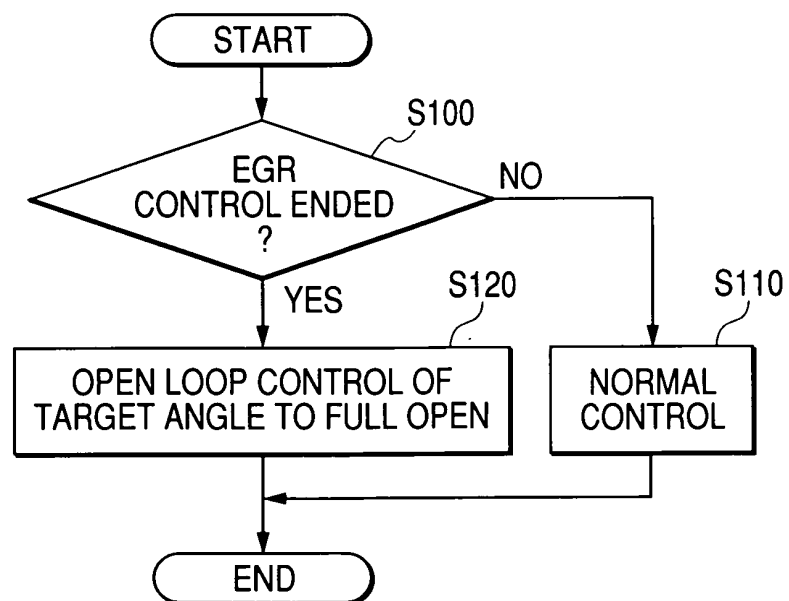 START
S100
EGR
CONTROL ENDED
?
NO
YES
S120
S110
OPEN LOOP CONTROL OF
TARGET ANGLE TO FULL OPEN
NORMAL
CONTROL
END